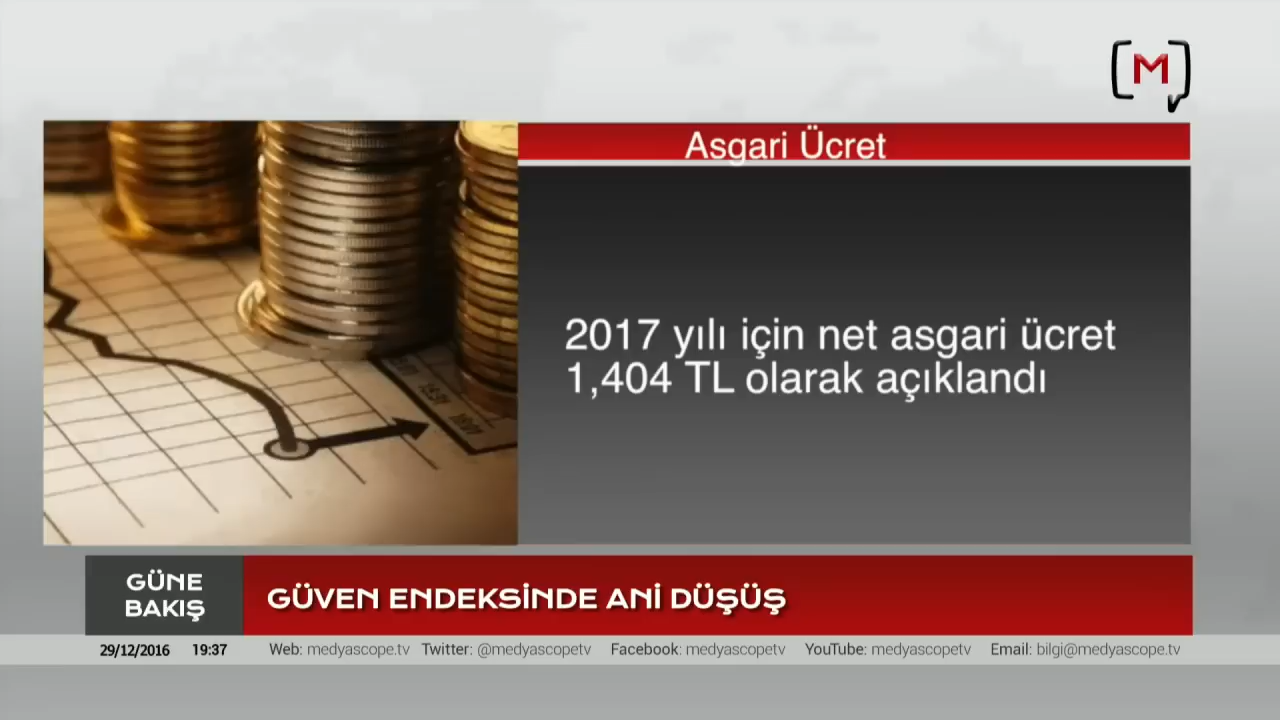 M
Asgari Ücret
2017 yılı için net asgari ücret
1,404 TL olarak açıklandı
GÜNE
BAKIŞ
GÜVEN ENDEKSİNDE ANİ DÜŞÜŞ
29/12/2016 19:37 Web: medyascope.tv Twitter: @medyascopetv Facebook: medyascopetv YouTube: medyascopetv Email: bilgi@medyascope.tv